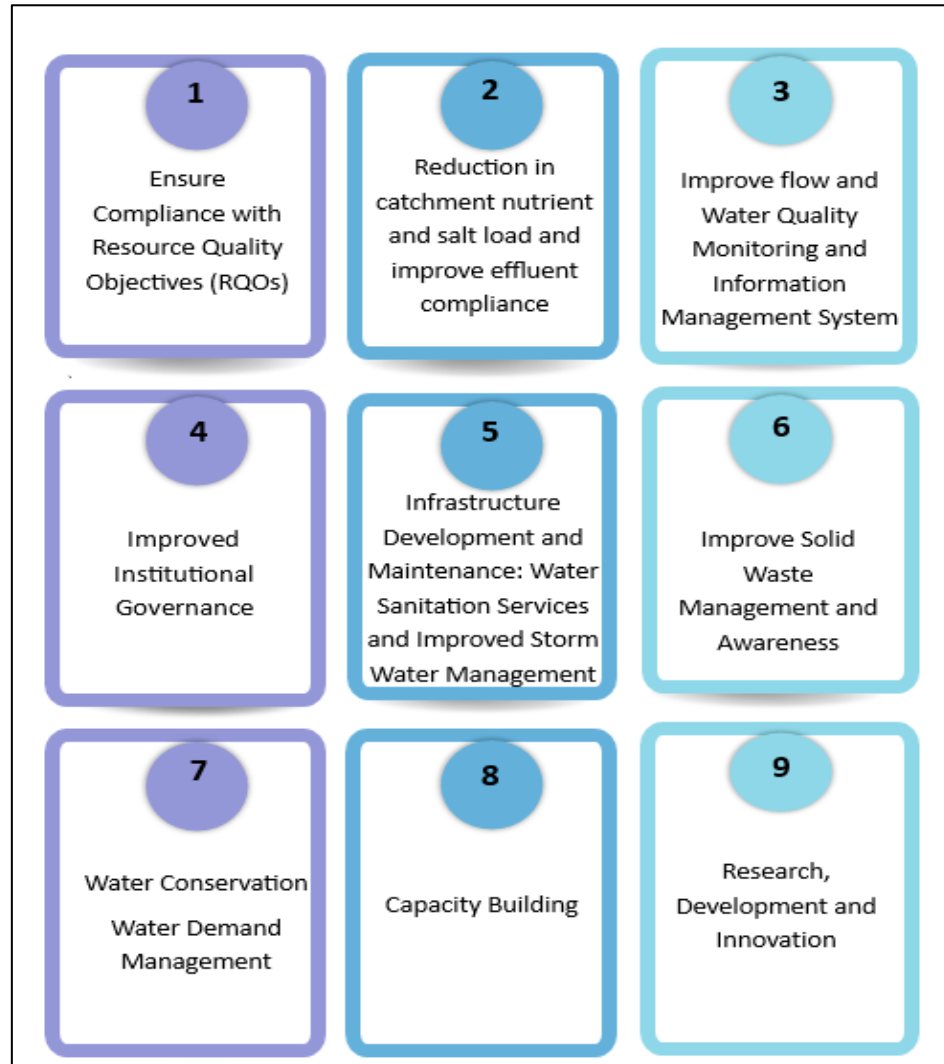 1
Ensure
Compliance with
Resource Quality
Objectives (RQOs)
2
Reduction in
catchment nutrient
and salt load and
improve effluent
compliance
3
Improve flow and
Water Quality
Monitoring and
Information
Management System
4
Improved
Institutional
Governance
5
Infrastructure
Development and
Maintenance: Water
Sanitation Services
and Improved Storm
Water Management
6
Improve Solid
Waste
Management and
Awareness
7
Water Conservation
Water Demand
Management
8
Capacity Building
9
Research,
Development and
Innovation